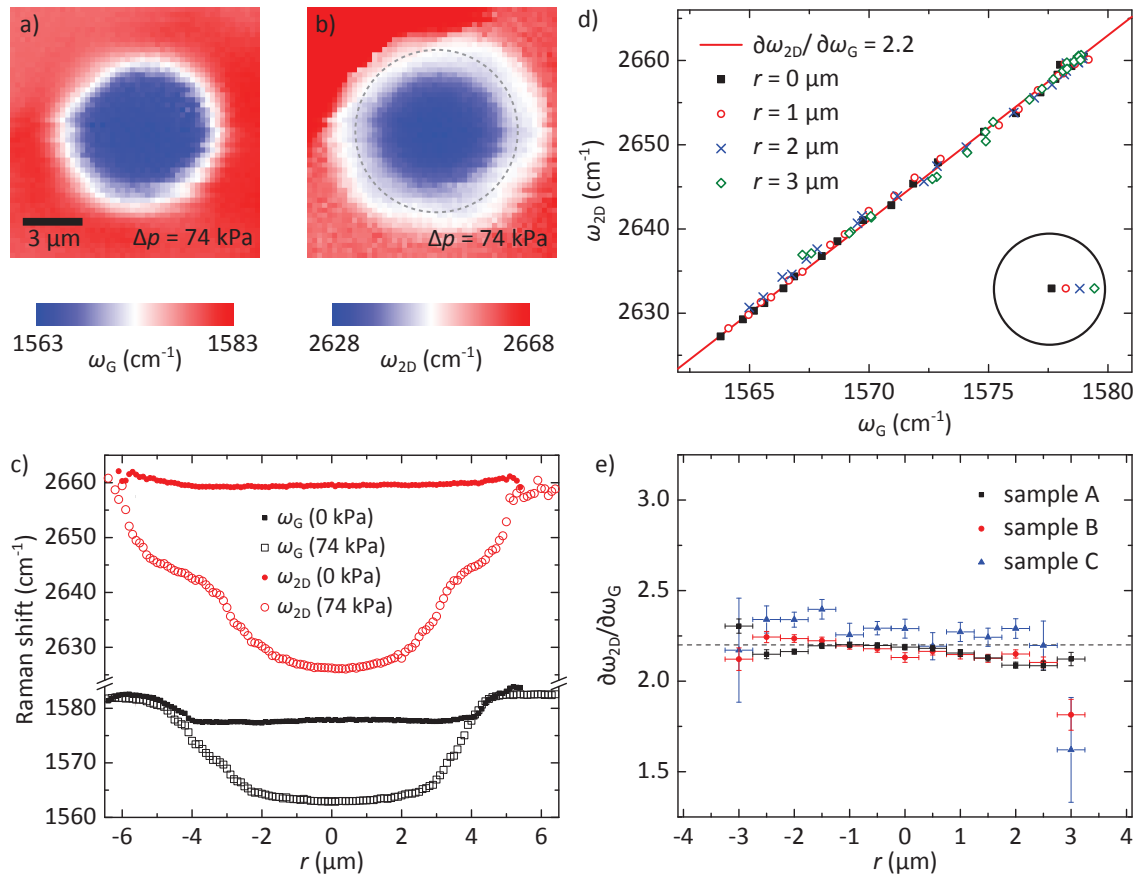 a)
Δp = 74 kPa
3 μm
1563
1583
ω_G (cm⁻¹)
b)
Δp = 74 kPa
2628
2668
ω_2D (cm⁻¹)
c)
Raman shift (cm⁻¹)
2660
2650
2640
2630
1580
1570
1560
ω_G (0 kPa)
ω_G (74 kPa)
ω_2D (0 kPa)
ω_2D (74 kPa)
-6
-4
-2
0
2
4
6
r (μm)
d)
ω_2D (cm⁻¹)
2660
2650
2640
2630
∂ω_2D/∂ω_G = 2.2
r = 0 μm
r = 1 μm
r = 2 μm
r = 3 μm
1565
1570
1575
1580
ω_G (cm⁻¹)
e)
∂ω_2D/∂ω_G
3.0
2.5
2.0
1.5
sample A
sample B
sample C
-4
-3
-2
-1
0
1
2
3
4
r (μm)